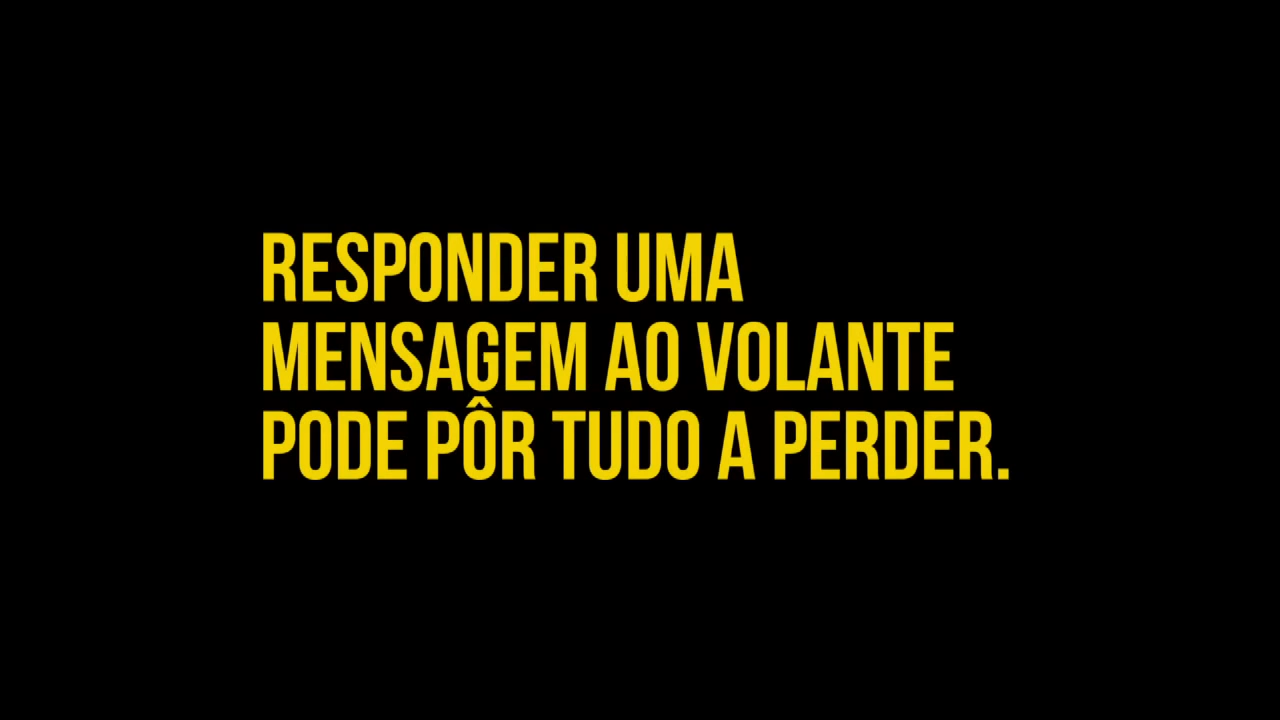 RESPONDER UMA
MENSAGEM AO VOLANTE
PODE PÔR TUDO A PERDER.